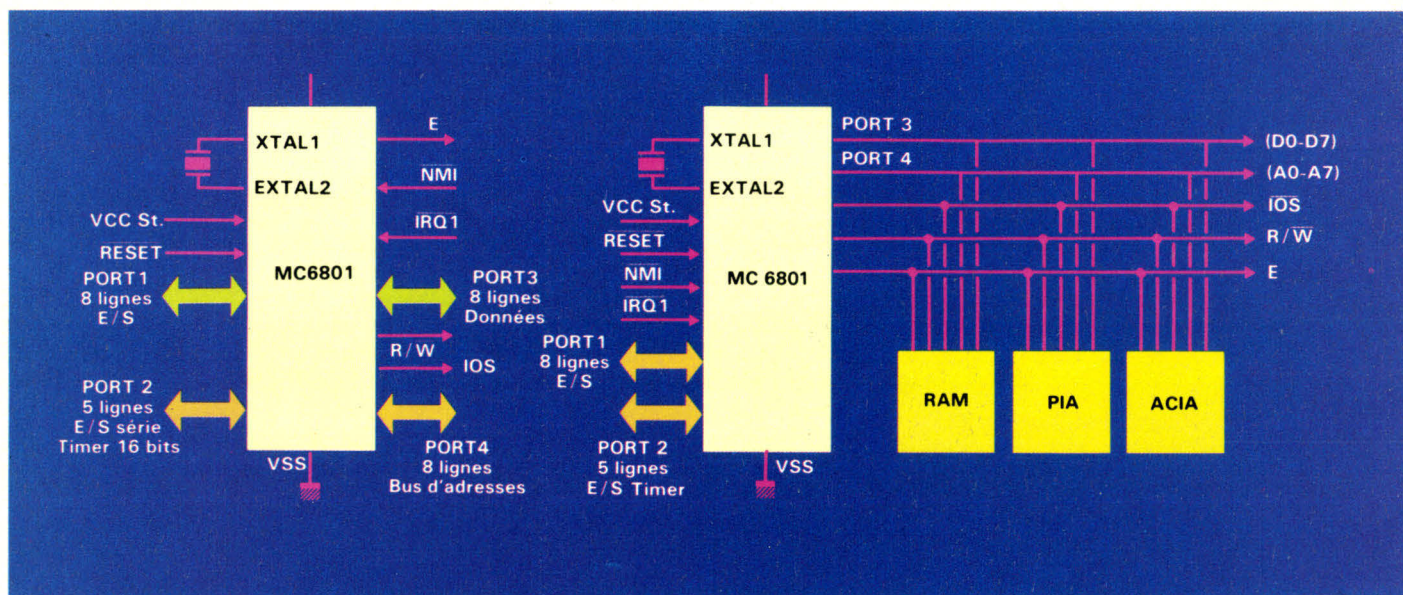 E
XTAL1
NMI
EXTAL2
VCC St.
IRQ1
RESET
PORT1
8 lignes
E/S
MC6801
PORT3
8 lignes
Données
R/W
IOS
PORT 2
5 lignes
E/S série
Timer 16 bits
VSS
PORT4
8 lignes
Bus d'adresses
XTAL1
PORT 3
(D0-D7)
PORT 4
(A0-A7)
EXTAL2
VCC St.
IOS
RESET
R/W
NMI
MC 6801
E
IRQ1
PORT1
8 lignes
E/S
RAM
PIA
ACIA
PORT 2
5 lignes
E/S Timer
VSS